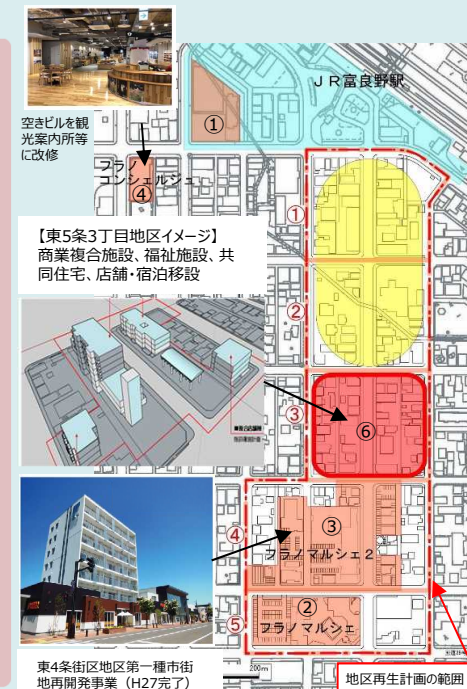 空きビルを観
光案内所等
に改修
JR富良野駅
①
フラノ
コンシェルジュ
④
【東5条3丁目地区イメージ】
商業複合施設、福祉施設、共
同住宅、店舗・宿泊移設
①
②
③
⑥
④
③
フラノマルシェ2
⑤
②
フラノマルシェ
200m
東4条街区地区第一種市街
地再開発事業(H27完了)
地区再生計画の範囲